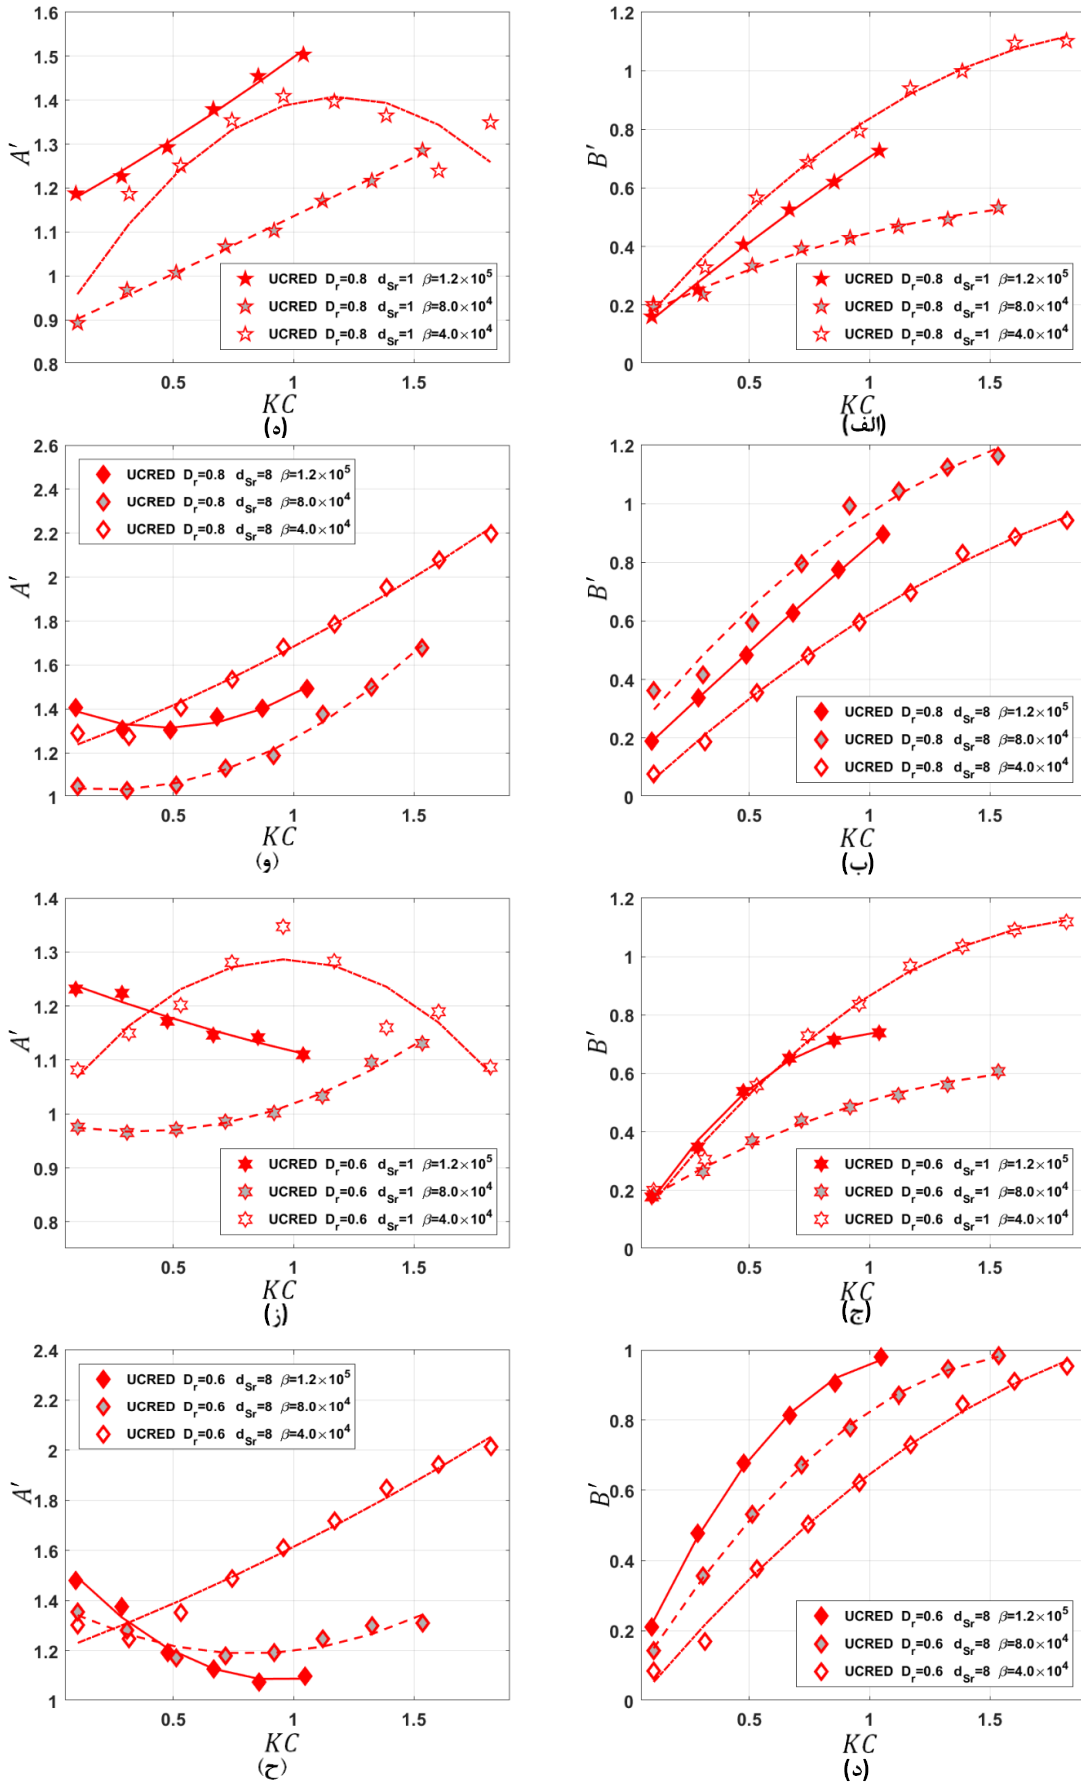 1.6
1.5
1.4
1.3
1.2
1.1
1
0.9
0.8
A′
0.5 1 1.5
KC
(ه)
UCRED D_r=0.8 d_Sr=1 β=1.2×10^5
UCRED D_r=0.8 d_Sr=1 β=8.0×10^4
UCRED D_r=0.8 d_Sr=1 β=4.0×10^4
1.2
1
0.8
0.6
0.4
0.2
0
B′
0.5 1 1.5
KC
(الف)
UCRED D_r=0.8 d_Sr=1 β=1.2×10^5
UCRED D_r=0.8 d_Sr=1 β=8.0×10^4
UCRED D_r=0.8 d_Sr=1 β=4.0×10^4
2.6
2.4
2.2
2
1.8
1.6
1.4
1.2
1
A′
0.5 1 1.5
KC
(و)
UCRED D_r=0.8 d_Sr=8 β=1.2×10^5
UCRED D_r=0.8 d_Sr=8 β=8.0×10^4
UCRED D_r=0.8 d_Sr=8 β=4.0×10^4
1.2
1
0.8
0.6
0.4
0.2
0
B′
0.5 1 1.5
KC
(ب)
UCRED D_r=0.8 d_Sr=8 β=1.2×10^5
UCRED D_r=0.8 d_Sr=8 β=8.0×10^4
UCRED D_r=0.8 d_Sr=8 β=4.0×10^4
1.4
1.3
1.2
1.1
1
0.9
0.8
A′
0.5 1 1.5
KC
(ز)
UCRED D_r=0.6 d_Sr=1 β=1.2×10^5
UCRED D_r=0.6 d_Sr=1 β=8.0×10^4
UCRED D_r=0.6 d_Sr=1 β=4.0×10^4
1.2
1
0.8
0.6
0.4
0.2
0
B′
0.5 1 1.5
KC
(ج)
UCRED D_r=0.6 d_Sr=1 β=1.2×10^5
UCRED D_r=0.6 d_Sr=1 β=8.0×10^4
UCRED D_r=0.6 d_Sr=1 β=4.0×10^4
2.4
2.2
2
1.8
1.6
1.4
1.2
1
A′
0.5 1 1.5
KC
(ح)
UCRED D_r=0.6 d_Sr=8 β=1.2×10^5
UCRED D_r=0.6 d_Sr=8 β=8.0×10^4
UCRED D_r=0.6 d_Sr=8 β=4.0×10^4
1
0.8
0.6
0.4
0.2
0
B′
0.5 1 1.5
KC
(د)
UCRED D_r=0.6 d_Sr=8 β=1.2×10^5
UCRED D_r=0.6 d_Sr=8 β=8.0×10^4
UCRED D_r=0.6 d_Sr=8 β=4.0×10^4